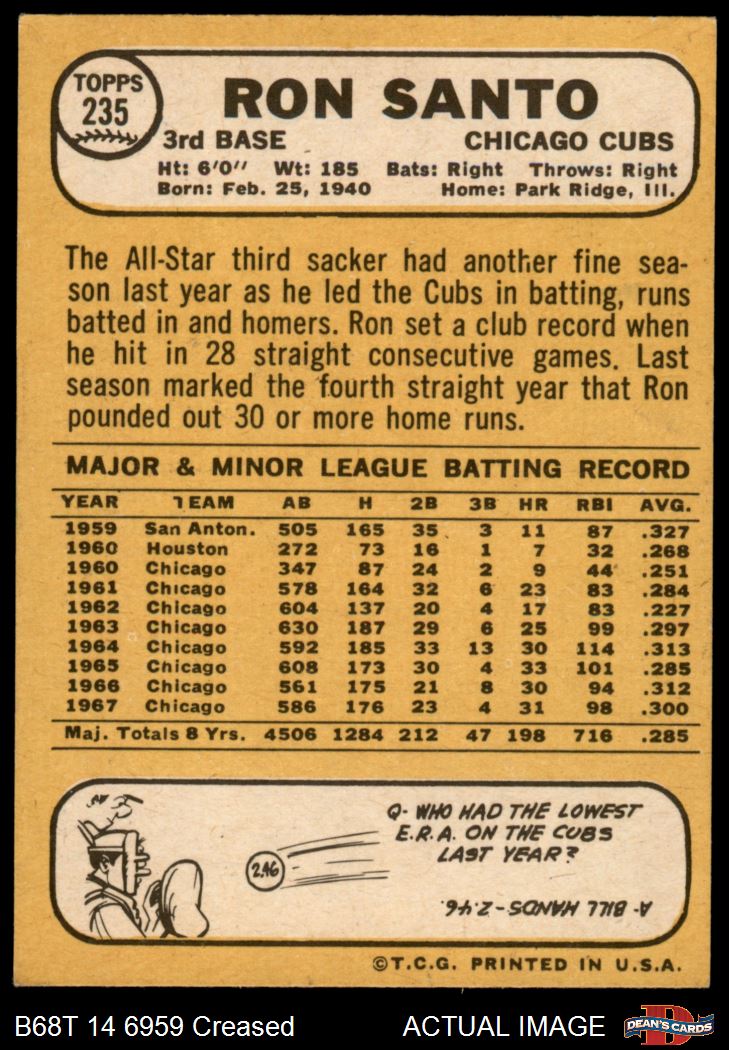 TOPPS
235
RON SANTO
3rd BASE CHICAGO CUBS
Ht: 6'0" Wt: 185 Bats: Right Throws: Right
Born: Feb. 25, 1940 Home: Park Ridge, Ill.
The All-Star third sacker had another fine sea-
son last year as he led the Cubs in batting, runs
batted in and homers. Ron set a club record when
he hit in 28 straight consecutive games. Last
season marked the fourth straight year that Ron
pounded out 30 or more home runs.
MAJOR & MINOR LEAGUE BATTING RECORD
YEAR TEAM AB H 2B 3B HR RBI AVG.
1959 San Anton. 505 165 35 3 11 87 .327
1960 Houston 272 73 16 1 7 32 .268
1960 Chicago 347 87 24 2 9 44 .251
1961 Chicago 578 164 32 6 23 83 .284
1962 Chicago 604 137 20 4 17 83 .227
1963 Chicago 630 187 29 6 25 99 .297
1964 Chicago 592 185 33 13 30 114 .313
1965 Chicago 608 173 30 4 33 101 .285
1966 Chicago 561 175 21 8 30 94 .312
1967 Chicago 586 176 23 4 31 98 .300
Maj. Totals 8 Yrs. 4506 1284 212 47 198 716 .285
Q- WHO HAD THE LOWEST
E.R.A. ON THE CUBS
LAST YEAR?
2.46
A- BILL HANDS-2.46.
©T.C.G. PRINTED IN U.S.A.
B68T 14 6959 Creased ACTUAL IMAGE DEAN'S CARDS